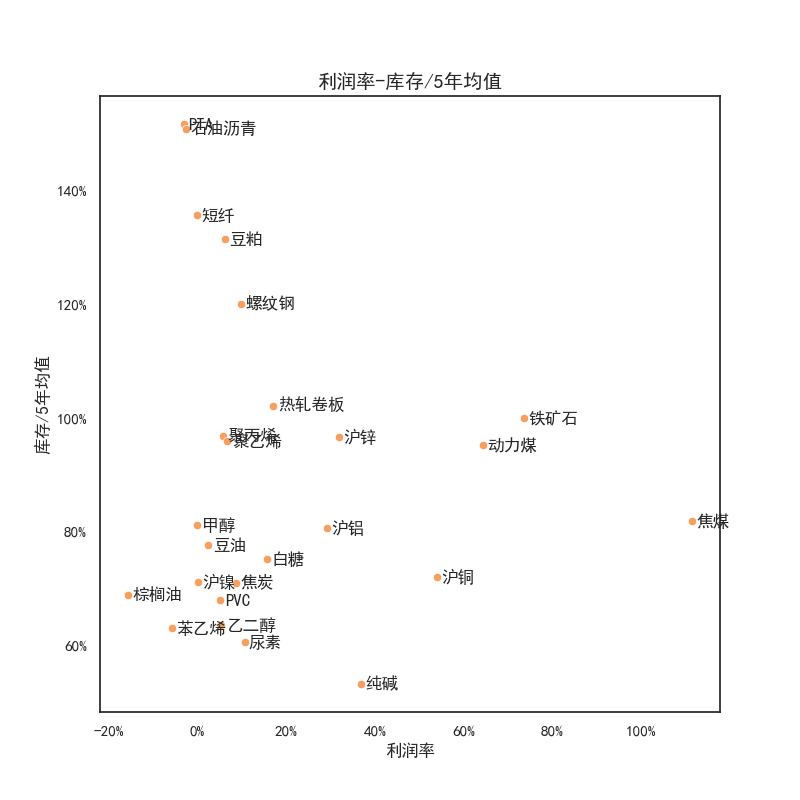 利润率-库存/5年均值
库存/5年均值
140%
120%
100%
80%
60%
PTA
石油沥青
短纤
豆粕
螺纹钢
热轧卷板
铁矿石
聚丙烯
聚乙烯
沪锌
动力煤
焦煤
甲醇
沪铝
豆油
白糖
沪铜
沪镍
焦炭
棕榈油
PVC
苯乙烯
乙二醇
尿素
纯碱
-20%
0%
20%
40%
60%
80%
100%
利润率